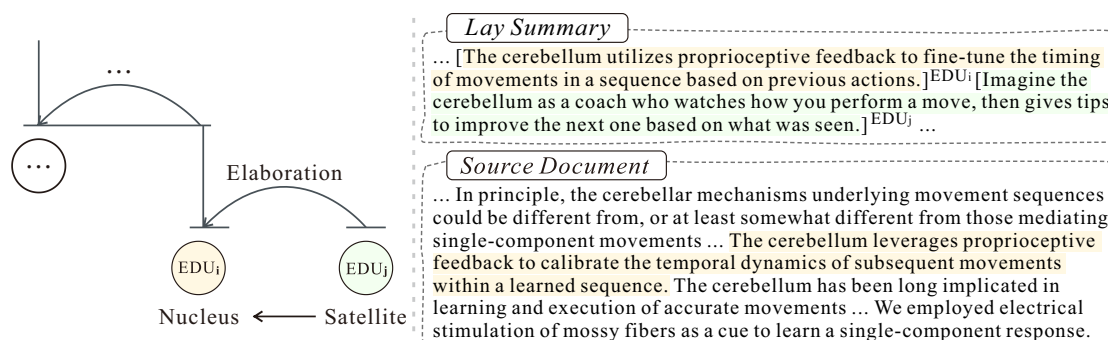 ...
...
Elaboration
EDUi
EDUj
Nucleus
Satellite
Lay Summary
... [The cerebellum utilizes proprioceptive feedback to fine-tune the timing
of movements in a sequence based on previous actions.]EDUi [Imagine the
cerebellum as a coach who watches how you perform a move, then gives tips
to improve the next one based on what was seen.]EDUj ...
Source Document
... In principle, the cerebellar mechanisms underlying movement sequences
could be different from, or at least somewhat different from those mediating
single-component movements ... The cerebellum leverages proprioceptive
feedback to calibrate the temporal dynamics of subsequent movements
within a learned sequence. The cerebellum has been long implicated in
learning and execution of accurate movements ... We employed electrical
stimulation of mossy fibers as a cue to learn a single-component response.